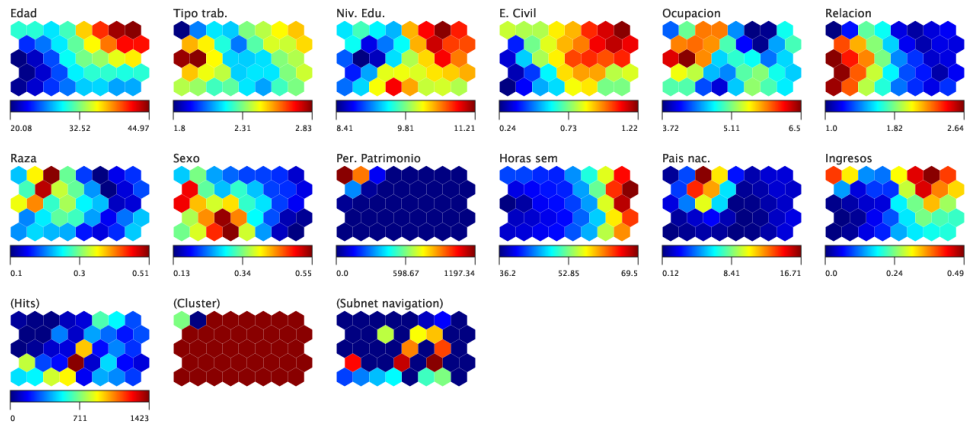 Edad
20.08 32.52 44.97
Tipo trab.
1.8 2.31 2.83
Niv. Edu.
8.41 9.81 11.21
E. Civil
0.24 0.73 1.22
Ocupacion
3.72 5.11 6.5
Relacion
1.0 1.82 2.64
Raza
0.1 0.3 0.51
Sexo
0.13 0.34 0.55
Per. Patrimonio
0.0 598.67 1197.34
Horas sem
36.2 52.85 69.5
Pais nac.
0.12 8.41 16.71
Ingresos
0.0 0.24 0.49
(Hits)
0 711 1423
(Cluster)
(Subnet navigation)